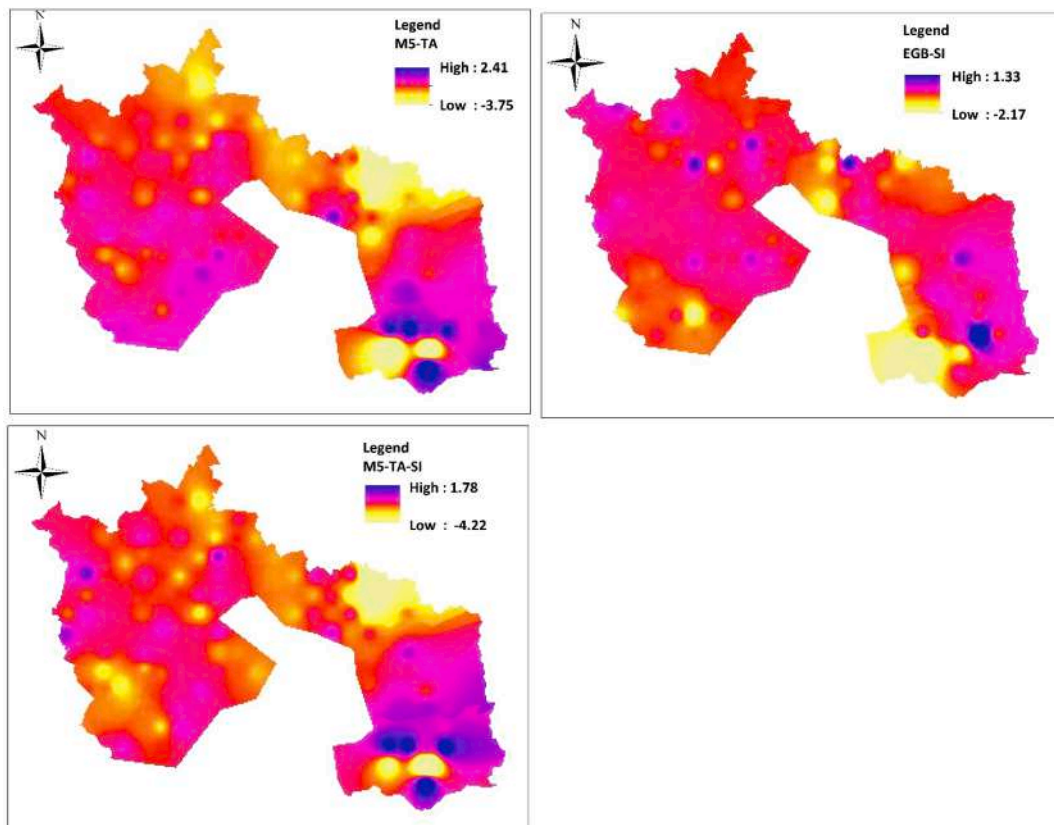 N
Legend
M5-TA
High : 2.41
Low : -3.75
N
Legend
EGB-SI
High : 1.33
Low : -2.17
N
Legend
M5-TA-SI
High : 1.78
Low : -4.22